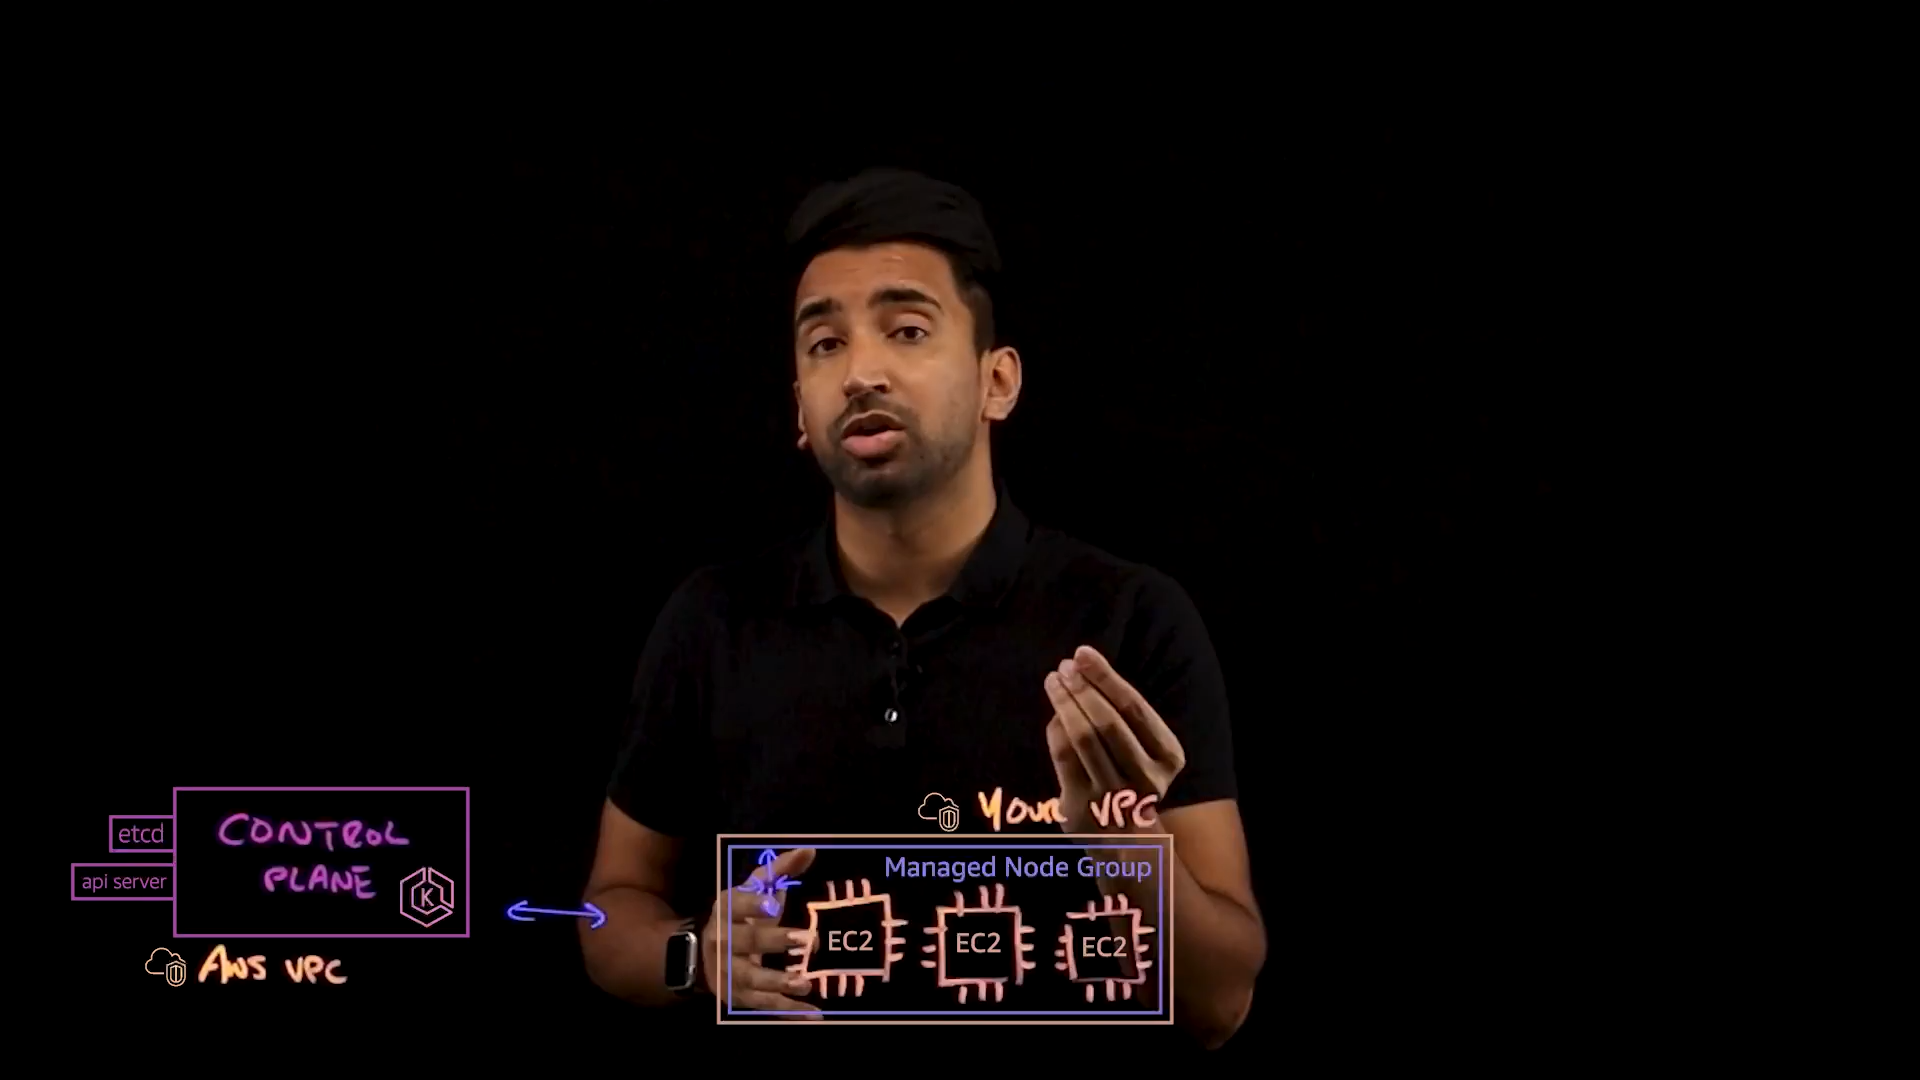 etcd
api server
CONTROL
PLANE
K
AWS VPC
Your VPC
Managed Node Group
EC2
EC2
EC2